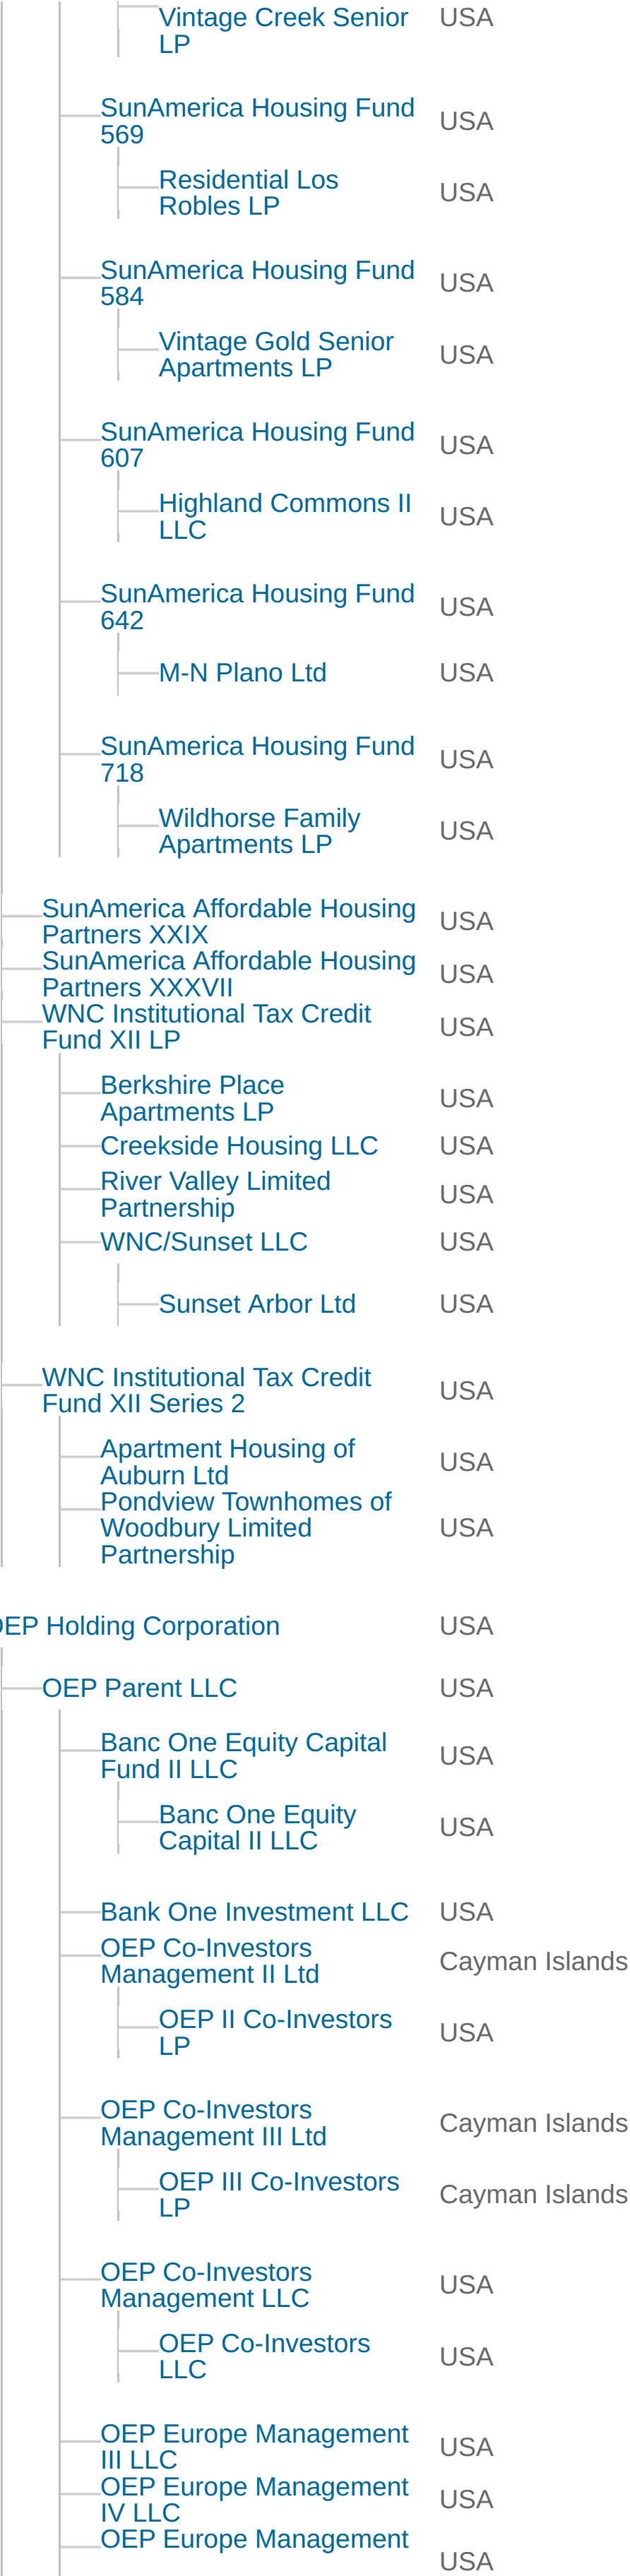 Vintage Creek Senior USA
LP
SunAmerica Housing Fund
569 USA
Residential Los
Robles LP USA
SunAmerica Housing Fund
584 USA
Vintage Gold Senior
Apartments LP USA
SunAmerica Housing Fund
607 USA
Highland Commons II
LLC USA
SunAmerica Housing Fund
642 USA
M-N Plano Ltd USA
SunAmerica Housing Fund
718 USA
Wildhorse Family
Apartments LP USA
SunAmerica Affordable Housing
Partners XXIX USA
SunAmerica Affordable Housing
Partners XXXVII USA
WNC Institutional Tax Credit
Fund XII LP USA
Berkshire Place
Apartments LP USA
Creekside Housing LLC USA
River Valley Limited
Partnership USA
WNC/Sunset LLC USA
Sunset Arbor Ltd USA
WNC Institutional Tax Credit
Fund XII Series 2 USA
Apartment Housing of
Auburn Ltd USA
Pondview Townhomes of
Woodbury Limited USA
Partnership
OEP Holding Corporation USA
OEP Parent LLC USA
Banc One Equity Capital
Fund II LLC USA
Banc One Equity
Capital II LLC USA
Bank One Investment LLC USA
OEP Co-Investors
Management II Ltd Cayman Islands
OEP II Co-Investors
LP USA
OEP Co-Investors
Management III Ltd Cayman Islands
OEP III Co-Investors
LP Cayman Islands
OEP Co-Investors
Management LLC USA
OEP Co-Investors
LLC USA
OEP Europe Management
III LLC USA
OEP Europe Management
IV LLC USA
OEP Europe Management
USA